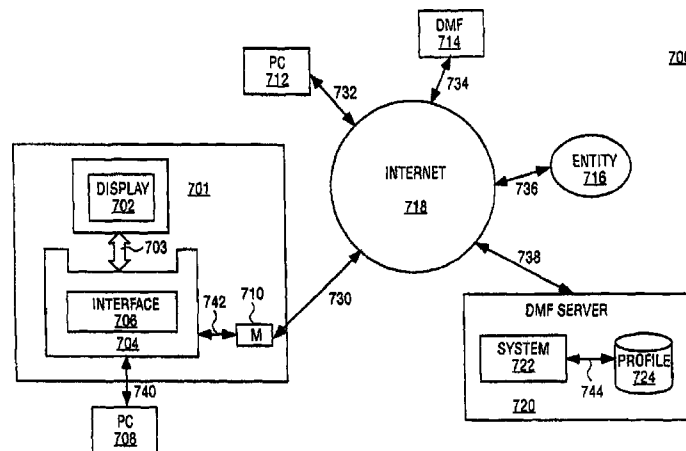 DMF
714
PC
712
732
734
INTERNET
718
ENTITY
716
736
DISPLAY
702
701
703
738
730
INTERFACE
706
704
742
710
M
DMF SERVER
SYSTEM
722
744
PROFILE
724
720
740
PC
708